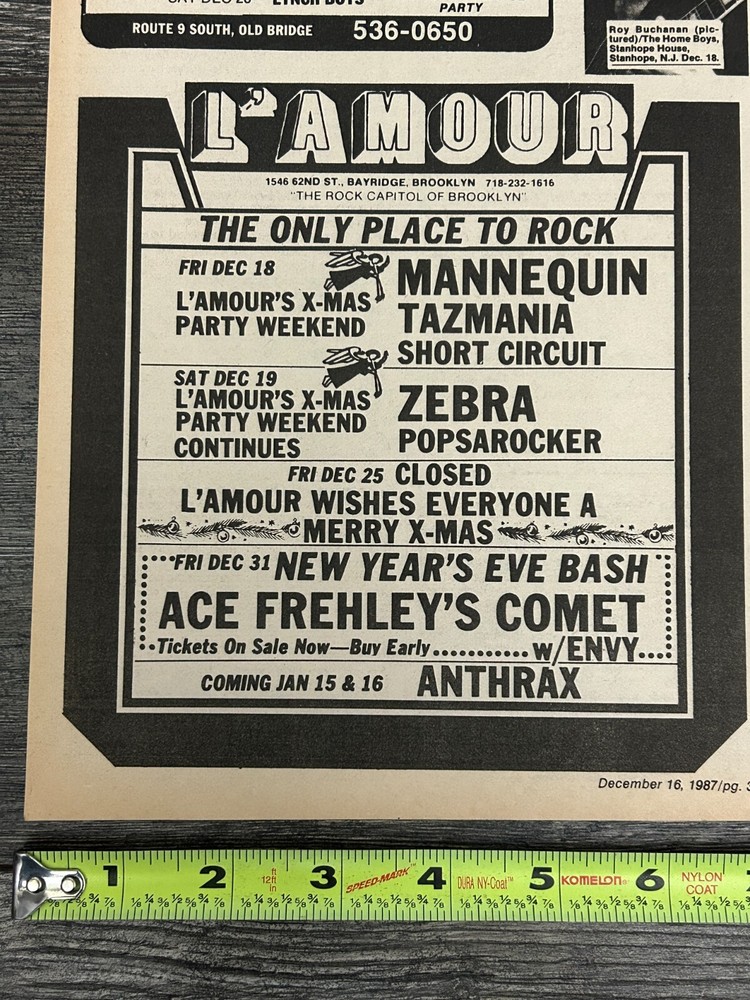 PARTY
ROUTE 9 SOUTH, OLD BRIDGE 536-0650
Roy Buchanan (pic-
tured)/The Home Boys,
Stanhope House,
Stanhope, N.J. Dec. 18.
L'AMOUR
1546 62ND ST., BAYRIDGE, BROOKLYN 718-232-1616
"THE ROCK CAPITOL OF BROOKLYN"
THE ONLY PLACE TO ROCK
FRI DEC 18
L'AMOUR'S X-MAS
PARTY WEEKEND
MANNEQUIN
TAZMANIA
SHORT CIRCUIT
SAT DEC 19
L'AMOUR'S X-MAS
PARTY WEEKEND
CONTINUES
ZEBRA
POPSAROCKER
FRI DEC 25 CLOSED
L'AMOUR WISHES EVERYONE A
MERRY X-MAS
FRI DEC 31 NEW YEAR'S EVE BASH
ACE FREHLEY'S COMET
Tickets On Sale Now—Buy Early........... w/ENVY....
COMING JAN 15 & 16 ANTHRAX
December 16, 1987/pg. 3
1 2 12ft in 3 SPEED-MARK™ 4 DURA NY-Coat™ 5 KOMELON® 6 NYLON COAT